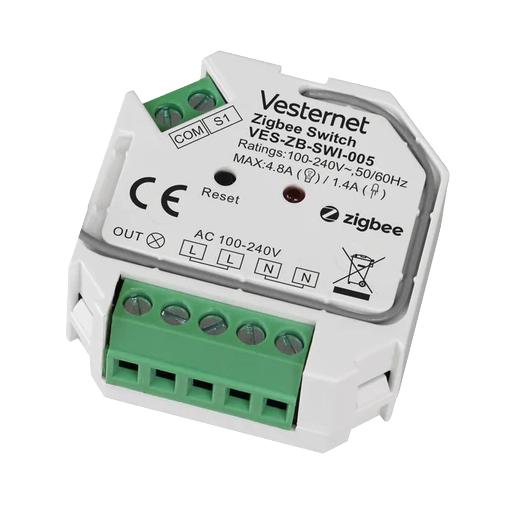 Vesternet
Zigbee Switch
VES-ZB-SWI-005
Ratings:100-240V~,50/60Hz
MAX:4.8A ( ) / 1.4A ( )
COM S1
CE
Reset
zigbee
OUT
AC 100-240V
L L N N